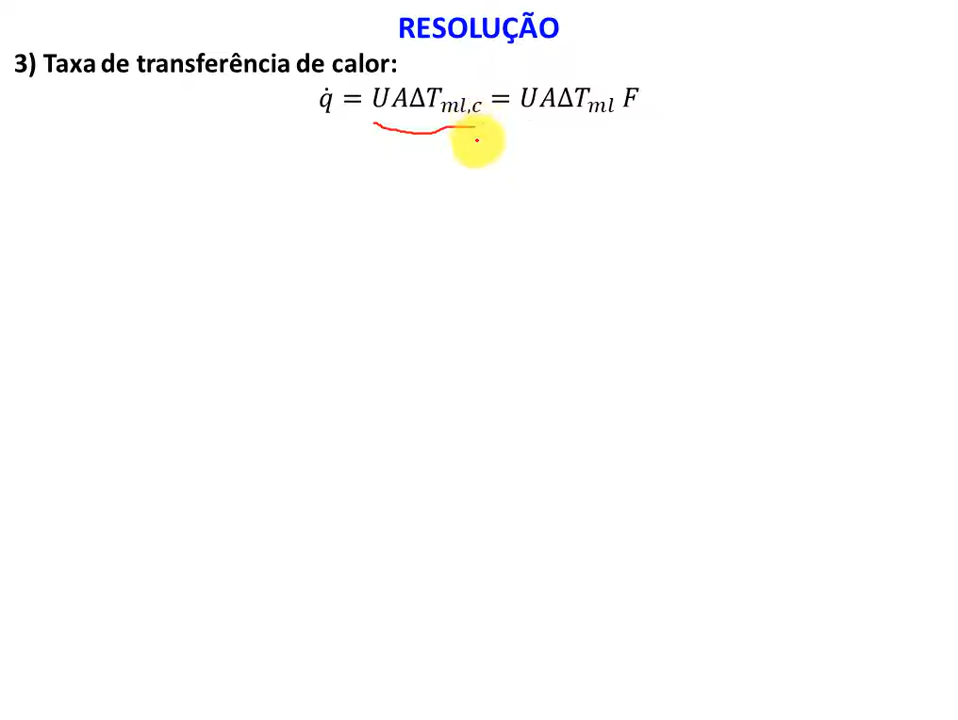 RESOLUÇÃO
3) Taxa de transferência de calor:
q̇ = UAΔT_{ml,c} = UAΔT_{ml} F